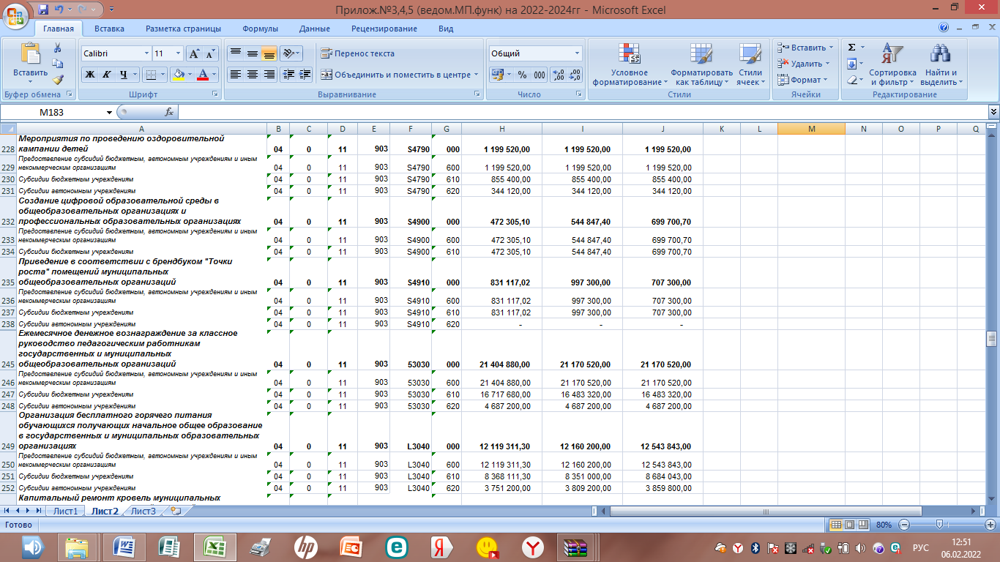 Прилож.№3,4,5 (ведом.МП.функ) на 2022-2024гг - Microsoft Excel
Главная Вставка Разметка страницы Формулы Данные Рецензирование Вид
Calibri 11 Перенос текста Общий Вставить Σ
Вставить Удалить
Ж К Ч А Объединить и поместить в центре % 000 Условное форматирование Форматировать как таблицу Стили ячеек Формат Сортировка и фильтр Найти и выделить
Буфер обмена Шрифт Выравнивание Число Стили Ячейки Редактирование
M183 fx
A B C D E F G H I J K L M N O P Q
Мероприятия по проведению оздоровительной
228 кампании детей 04 0 11 903 S4790 000 1 199 520,00 1 199 520,00 1 199 520,00
Предоставление субсидий бюджетным, автономным учреждениям и иным
229 некоммерческим организациям 04 0 11 903 S4790 600 1 199 520,00 1 199 520,00 1 199 520,00
230 Субсидии бюджетным учреждениям 04 0 11 903 S4790 610 855 400,00 855 400,00 855 400,00
231 Субсидии автономным учреждениям 04 0 11 903 S4790 620 344 120,00 344 120,00 344 120,00
Создание цифровой образовательной среды в
общеобразовательных организациях и
232 профессиональных образовательных организациях 04 0 11 903 S4900 000 472 305,10 544 847,40 699 700,70
Предоставление субсидий бюджетным, автономным учреждениям и иным
233 некоммерческим организациям 04 0 11 903 S4900 600 472 305,10 544 847,40 699 700,70
234 Субсидии бюджетным учреждениям 04 0 11 903 S4900 610 472 305,10 544 847,40 699 700,70
Приведение в соответствии с брендбуком "Точки
роста" помещений муниципальных
235 общеобразовательных организаций 04 0 11 903 S4910 000 831 117,02 997 300,00 707 300,00
Предоставление субсидий бюджетным, автономным учреждениям и иным
236 некоммерческим организациям 04 0 11 903 S4910 600 831 117,02 997 300,00 707 300,00
237 Субсидии бюджетным учреждениям 04 0 11 903 S4910 610 831 117,02 997 300,00 707 300,00
238 Субсидии автономным учреждениям 04 0 11 903 S4910 620 - - -
Ежемесячное денежное вознаграждение за классное
руководство педагогическим работникам
государственных и муниципальных
245 общеобразовательных организаций 04 0 11 903 53030 000 21 404 880,00 21 170 520,00 21 170 520,00
Предоставление субсидий бюджетным, автономным учреждениям и иным
246 некоммерческим организациям 04 0 11 903 53030 600 21 404 880,00 21 170 520,00 21 170 520,00
247 Субсидии бюджетным учреждениям 04 0 11 903 53030 610 16 717 680,00 16 483 320,00 16 483 320,00
248 Субсидии автономным учреждениям 04 0 11 903 53030 620 4 687 200,00 4 687 200,00 4 687 200,00
Организация бесплатного горячего питания
обучающихся получающих начальное общее образование
в государственных и муниципальных образовательных
249 организациях 04 0 11 903 L3040 000 12 119 311,30 12 160 200,00 12 543 843,00
Предоставление субсидий бюджетным, автономным учреждениям и иным
250 некоммерческим организациям 04 0 11 903 L3040 600 12 119 311,30 12 160 200,00 12 543 843,00
251 Субсидии бюджетным учреждениям 04 0 11 903 L3040 610 8 368 111,30 8 351 000,00 8 684 043,00
252 Субсидии автономным учреждениям 04 0 11 903 L3040 620 3 751 200,00 3 809 200,00 3 859 800,00
Капитальный ремонт кровель муниципальных
Лист1 Лист2 Лист3
Готово 80%
РУС 12:51
06.02.2022